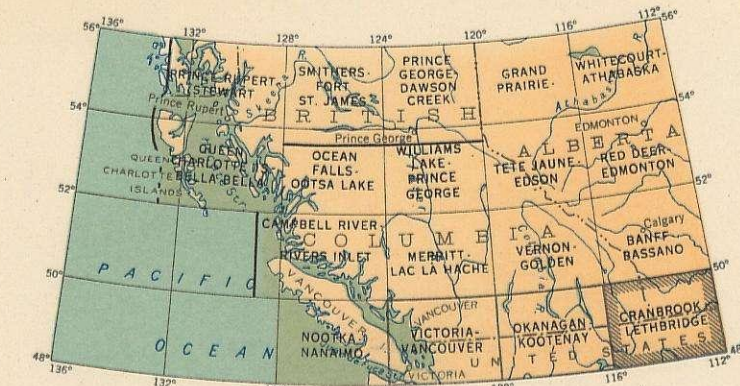 136° 132° 128° 124° 120° 116° 112°
56° 56°
PRINCE RUPERT-
STEWART
SMITHERS-
FORT
ST. JAMES
PRINCE
GEORGE-
DAWSON
CREEK
GRAND
PRAIRIE-
WHITECOURT-
ATHABASKA
Skeena R.
Athabasca R.
54° 54°
Prince Rupert
BRITISH
Prince George
EDMONTON
ALBERTA
QUEEN
CHARLOTTE
ISLANDS
QUEEN
CHARLOTTE-
BELLA-BELLA
OCEAN
FALLS-
OOTSA LAKE
WILLIAMS
LAKE-
PRINCE
GEORGE
TETE JAUNE-
EDSON
RED DEER-
EDMONTON
52° 52°
CAMPBELL RIVER-
RIVERS INLET
COLUMBIA
MERRITT-
LAC LA HACHE
VERNON-
GOLDEN
Calgary
BANFF
BASSANO
50° 50°
PACIFIC
OCEAN
VANCOUVER I.
NOOTKA-
NANAIMO
VANCOUVER
VICTORIA-
VANCOUVER
OKANAGAN-
KOOTENAY
CRANBROOK-
LETHBRIDGE
UNITED STATES
VICTORIA
48° 48°
136° 132° 116° 112°